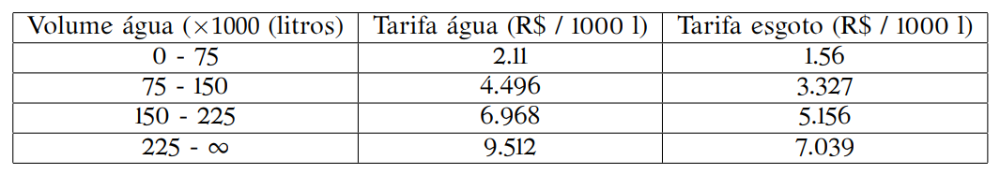 Volume água (×1000 (litros) Tarifa água (R$ / 1000 l) Tarifa esgoto (R$ / 1000 l)
0 - 75 2.11 1.56
75 - 150 4.496 3.327
150 - 225 6.968 5.156
225 - ∞ 9.512 7.039